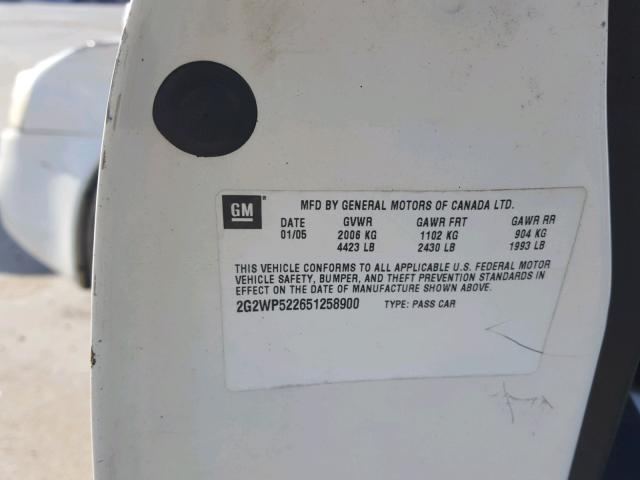 GM
MFD BY GENERAL MOTORS OF CANADA LTD.
DATE GVWR GAWR FRT GAWR RR
01/05 2006 KG 1102 KG 904 KG
4423 LB 2430 LB 1993 LB
THIS VEHICLE CONFORMS TO ALL APPLICABLE U.S. FEDERAL MOTOR
VEHICLE SAFETY, BUMPER, AND THEFT PREVENTION STANDARDS IN
EFFECT ON THE DATE OF MANUFACTURE SHOWN ABOVE.
2G2WP522651258900 TYPE: PASS CAR